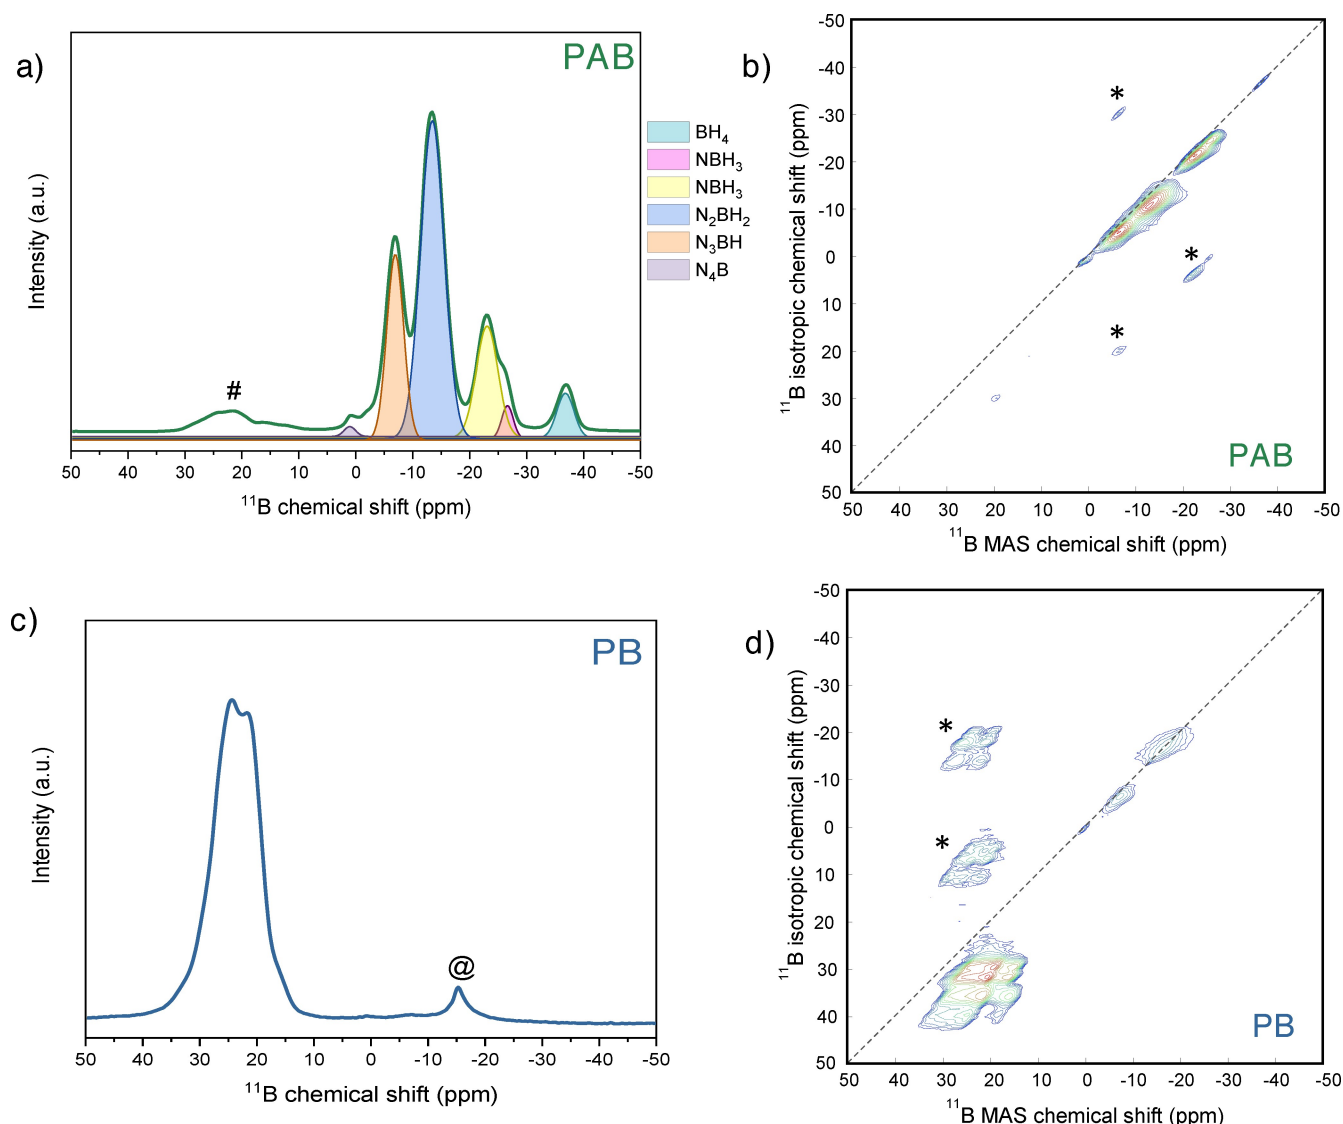 a)
PAB
Intensity (a.u.)
#
50 40 30 20 10 0 -10 -20 -30 -40 -50
¹¹B chemical shift (ppm)
BH₄
NBH₃
NBH₃
N₂BH₂
N₃BH
N₄B
b)
¹¹B isotropic chemical shift (ppm)
-50
-40
-30
-20
-10
0
10
20
30
40
50
*
*
*
PAB
50 40 30 20 10 0 -10 -20 -30 -40 -50
¹¹B MAS chemical shift (ppm)
c)
PB
Intensity (a.u.)
@
50 40 30 20 10 0 -10 -20 -30 -40 -50
¹¹B chemical shift (ppm)
d)
¹¹B isotropic chemical shift (ppm)
-50
-40
-30
-20
-10
0
10
20
30
40
50
*
*
PB
50 40 30 20 10 0 -10 -20 -30 -40 -50
¹¹B MAS chemical shift (ppm)